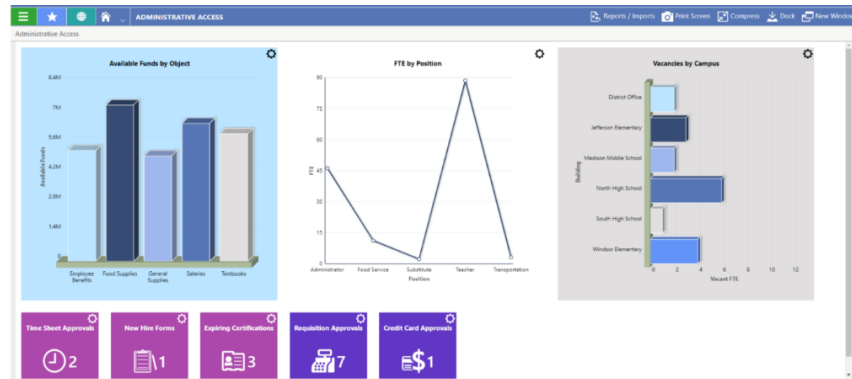 ADMINISTRATIVE ACCESS
Reports / Imports
Print Screen
Compress
Dock
New Window
Administrative Access
Available Funds by Object
8.4M
7M
5.6M
4.2M
2.8M
1.4M
0
Available Funds
Employee Benefits
Food Supplies
General Supplies
Salaries
Textbooks
FTE by Position
90
75
60
45
30
15
0
FTE
Administrator
Food Service
Substitute
Teacher
Transportation
Position
Vacancies by Campus
District Office
Jefferson Elementary
Madison Middle School
North High School
South High School
Windsor Elementary
Building
0 2 4 6 8 10 12
Vacant FTE
Time Sheet Approvals
2
New Hire Forms
1
Expiring Certifications
3
Requisition Approvals
7
Credit Card Approvals
1